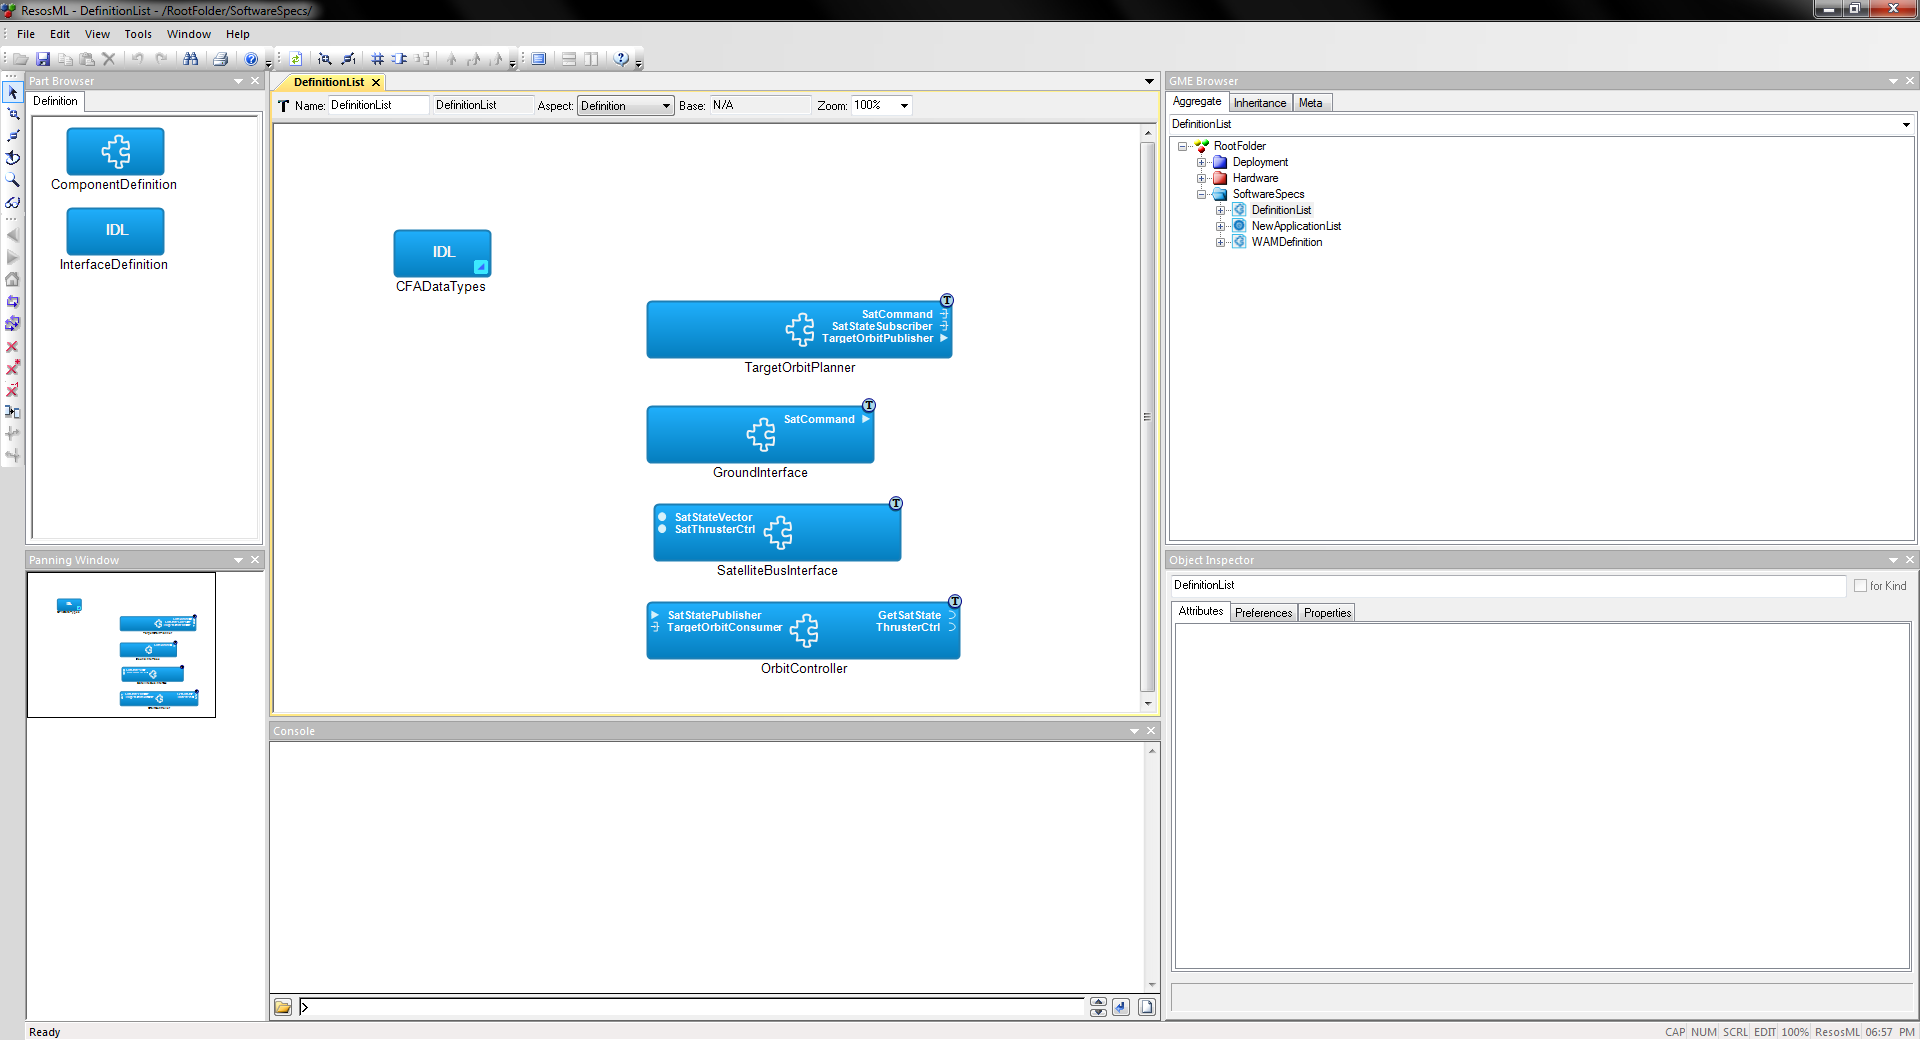 ResosML - DefinitionList - /RootFolder/SoftwareSpecs/
File Edit View Tools Window Help
Part Browser
Definition
ComponentDefinition
IDL
InterfaceDefinition
Panning Window
DefinitionList
Name: DefinitionList DefinitionList Aspect: Definition Base: N/A Zoom: 100%
IDL
CFADataTypes
T
SatCommand
SatStateSubscriber
TargetOrbitPublisher
TargetOrbitPlanner
T
SatCommand
GroundInterface
T
SatStateVector
SatThrusterCtrl
SatelliteBusInterface
T
SatStatePublisher GetSatState
TargetOrbitConsumer ThrusterCtrl
OrbitController
Console
>
GME Browser
Aggregate Inheritance Meta
DefinitionList
RootFolder
Deployment
Hardware
SoftwareSpecs
DefinitionList
NewApplicationList
WAMDefinition
Object Inspector
DefinitionList for Kind
Attributes Preferences Properties
Ready
CAP NUM SCRL EDIT 100% ResosML 06:57 PM